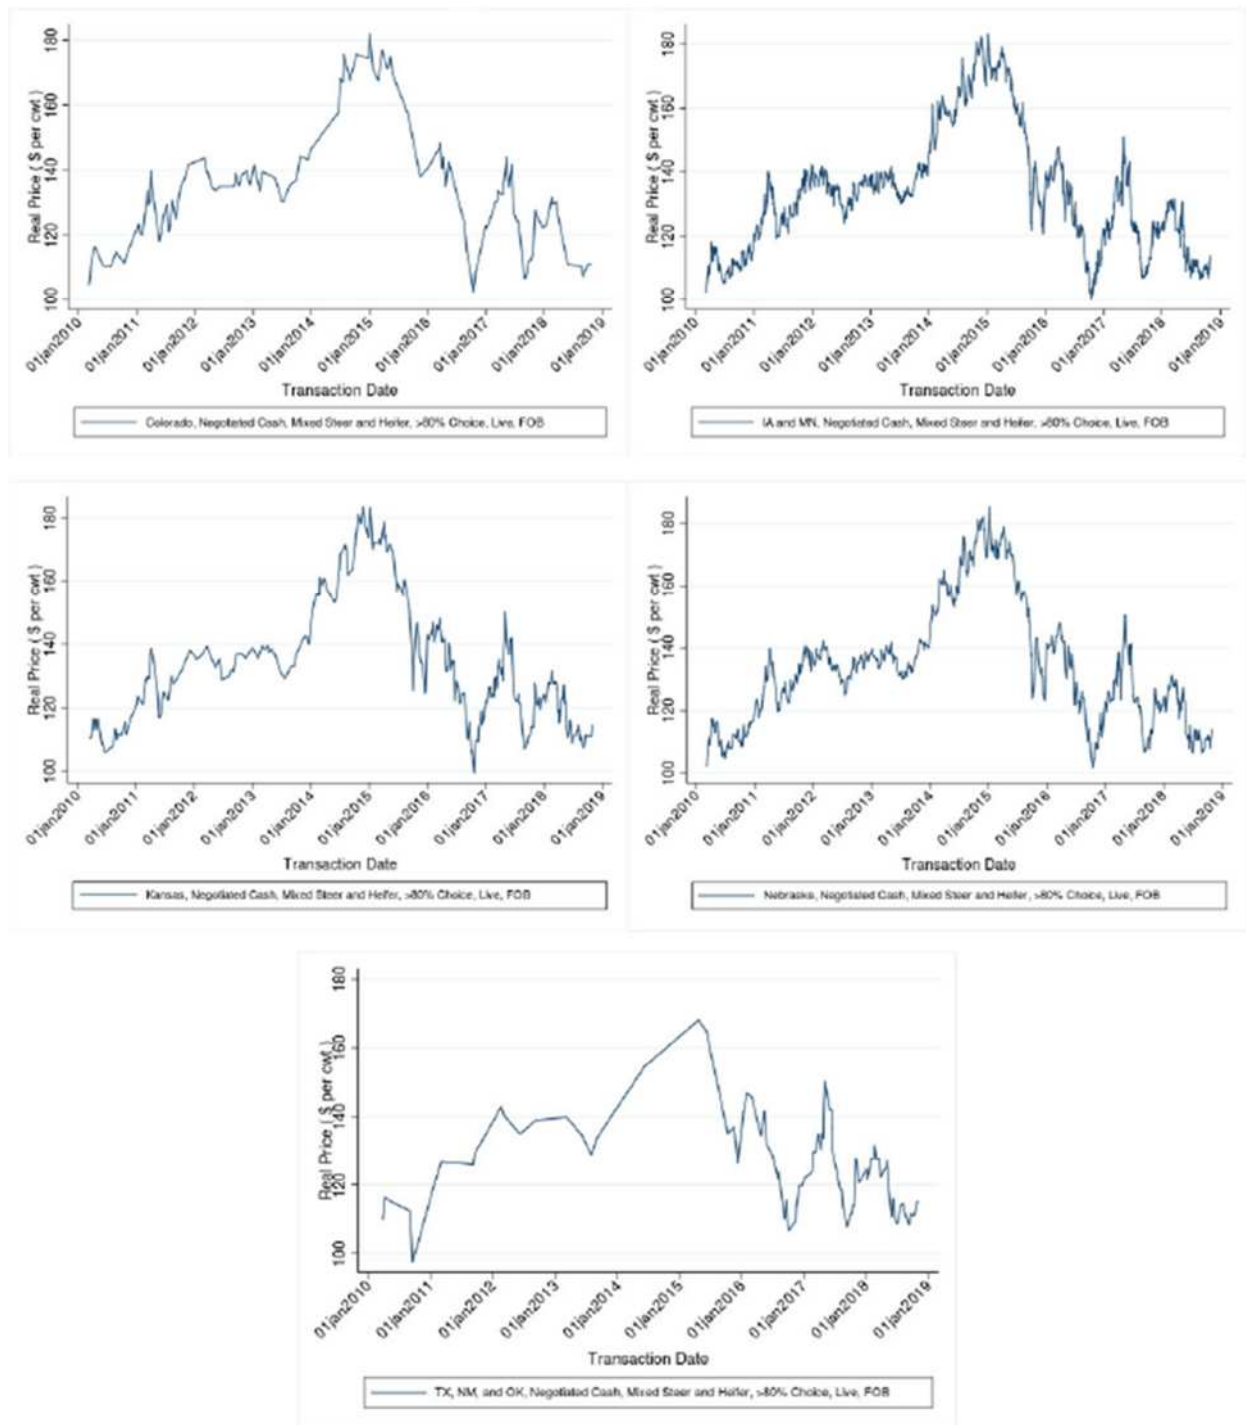 Real Price ( $ per cwt )
180
160
140
120
100
01jan2010
01jan2011
01jan2012
01jan2013
01jan2014
01jan2015
01jan2016
01jan2017
01jan2018
01jan2019
Transaction Date
Colorado, Negotiated Cash, Mixed Steer and Heifer, >80% Choice, Live, FOB
Real Price ( $ per cwt )
180
160
140
120
100
01jan2010
01jan2011
01jan2012
01jan2013
01jan2014
01jan2015
01jan2016
01jan2017
01jan2018
01jan2019
Transaction Date
IA and MN, Negotiated Cash, Mixed Steer and Heifer, >80% Choice, Live, FOB
Real Price ( $ per cwt )
180
160
140
120
100
01jan2010
01jan2011
01jan2012
01jan2013
01jan2014
01jan2015
01jan2016
01jan2017
01jan2018
01jan2019
Transaction Date
Kansas, Negotiated Cash, Mixed Steer and Heifer, >80% Choice, Live, FOB
Real Price ( $ per cwt )
180
160
140
120
100
01jan2010
01jan2011
01jan2012
01jan2013
01jan2014
01jan2015
01jan2016
01jan2017
01jan2018
01jan2019
Transaction Date
Nebraska, Negotiated Cash, Mixed Steer and Heifer, >80% Choice, Live, FOB
Real Price ( $ per cwt )
180
160
140
120
100
01jan2010
01jan2011
01jan2012
01jan2013
01jan2014
01jan2015
01jan2016
01jan2017
01jan2018
01jan2019
Transaction Date
TX, NM, and OK, Negotiated Cash, Mixed Steer and Heifer, >80% Choice, Live, FOB